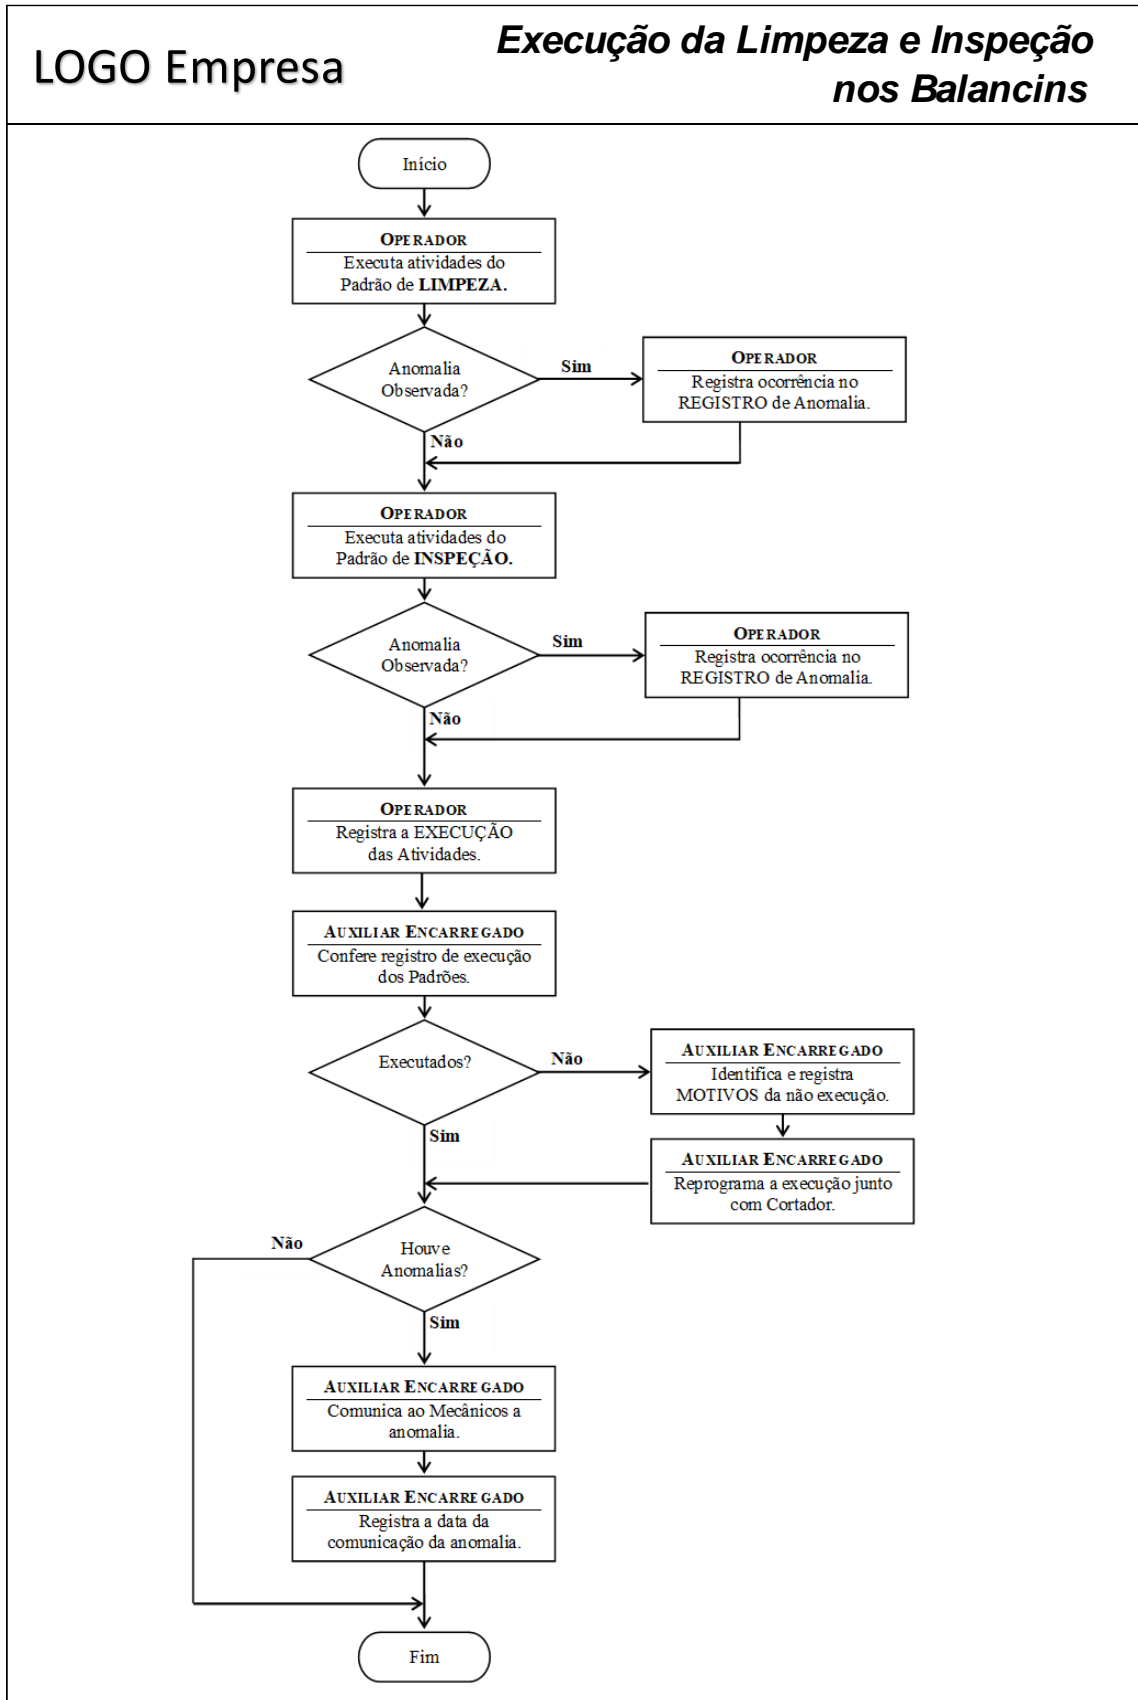 LOGO Empresa
Execução da Limpeza e Inspeção
nos Balancins
Início
OPERADOR
Executa atividades do
Padrão de LIMPEZA.
Anomalia
Observada?
Sim
OPERADOR
Registra ocorrência no
REGISTRO de Anomalia.
Não
OPERADOR
Executa atividades do
Padrão de INSPEÇÃO.
Anomalia
Observada?
Sim
OPERADOR
Registra ocorrência no
REGISTRO de Anomalia.
Não
OPERADOR
Registra a EXECUÇÃO
das Atividades.
AUXILIAR ENCARREGADO
Confere registro de execução
dos Padrões.
Executados?
Não
AUXILIAR ENCARREGADO
Identifica e registra
MOTIVOS da não execução.
Sim
AUXILIAR ENCARREGADO
Reprograma a execução junto
com Cortador.
Não
Houve
Anomalias?
Sim
AUXILIAR ENCARREGADO
Comunica ao Mecânicos a
anomalia.
AUXILIAR ENCARREGADO
Registra a data da
comunicação da anomalia.
Fim